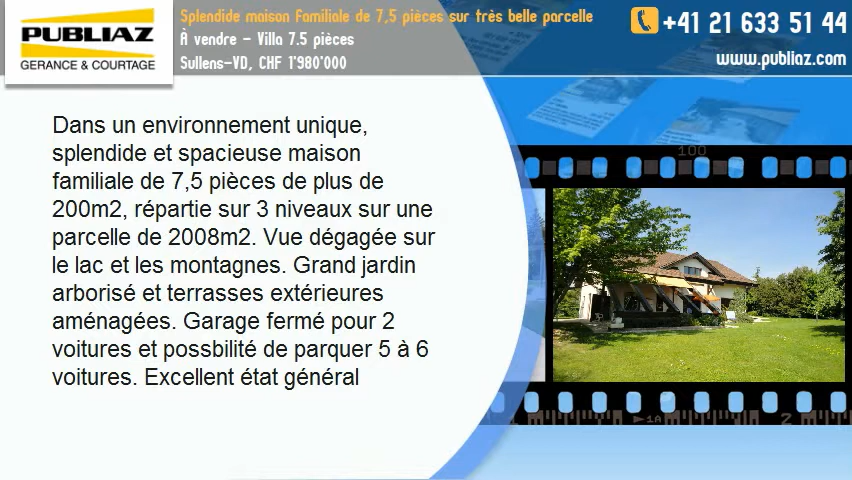 PUBLIAZ
GERANCE & COURTAGE
Splendide maison familiale de 7,5 pièces sur très belle parcelle
À vendre - Villa 7.5 pièces
Sullens-VD, CHF 1'980'000
+41 21 633 51 44
www.publiaz.com
Dans un environnement unique,
splendide et spacieuse maison
familiale de 7,5 pièces de plus de
200m2, répartie sur 3 niveaux sur une
parcelle de 2008m2. Vue dégagée sur
le lac et les montagnes. Grand jardin
arborisé et terrasses extérieures
aménagées. Garage fermé pour 2
voitures et possbilité de parquer 5 à 6
voitures. Excellent état général
100
1
1A
2